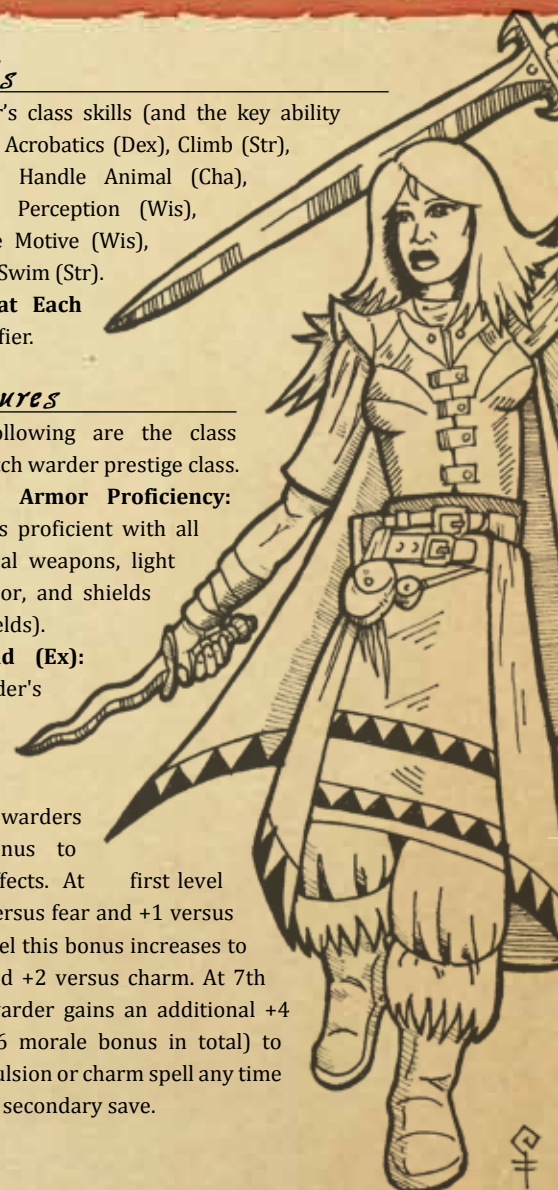 r's class skills (and the key ability
Acrobatics (Dex), Climb (Str),
Handle Animal (Cha),
Perception (Wis),
e Motive (Wis),
Swim (Str).
at Each
fier.
ures
ollowing are the class
tch warder prestige class.
Armor Proficiency:
s proficient with all
al weapons, light
or, and shields
elds).
d (Ex):
der's
warders
nus to
fects. At first level
ersus fear and +1 versus
el this bonus increases to
d +2 versus charm. At 7th
arder gains an additional +4
6 morale bonus in total) to
ulsion or charm spell any time
secondary save.